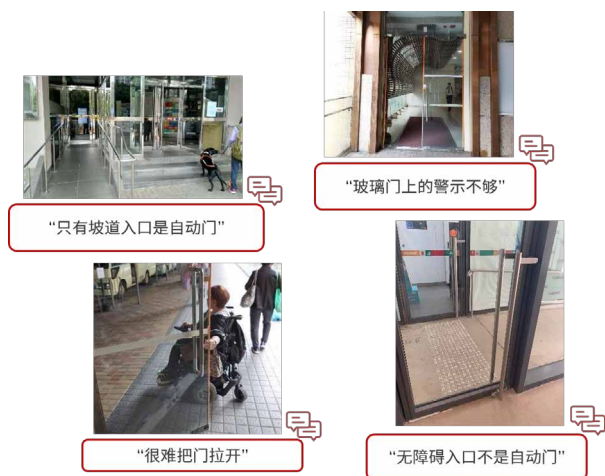 “玻璃门上的警示不够”
“只有坡道入口是自动门”
“很难把门拉开”
“无障碍入口不是自动门”